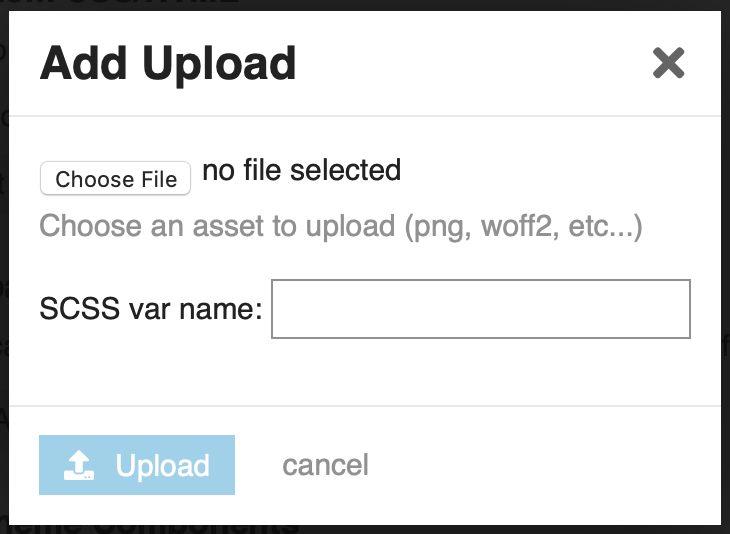 Add Upload
Choose File no file selected
Choose an asset to upload (png, woff2, etc...)
SCSS var name:
Upload cancel